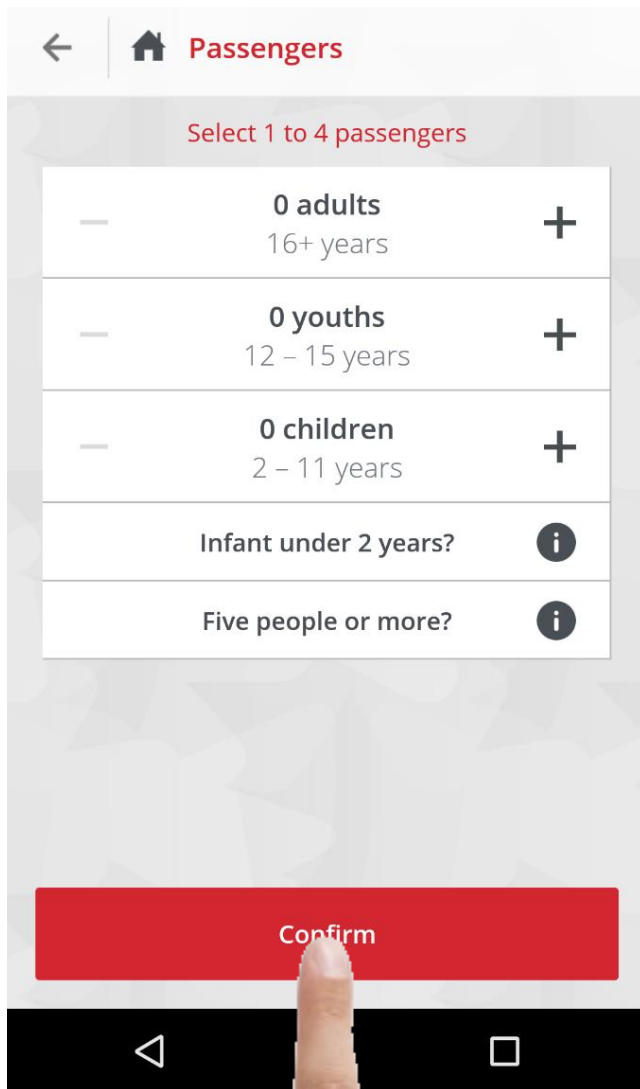 Passengers
Select 1 to 4 passengers
0 adults
16+ years
0 youths
12 – 15 years
0 children
2 – 11 years
Infant under 2 years?
Five people or more?
Confirm